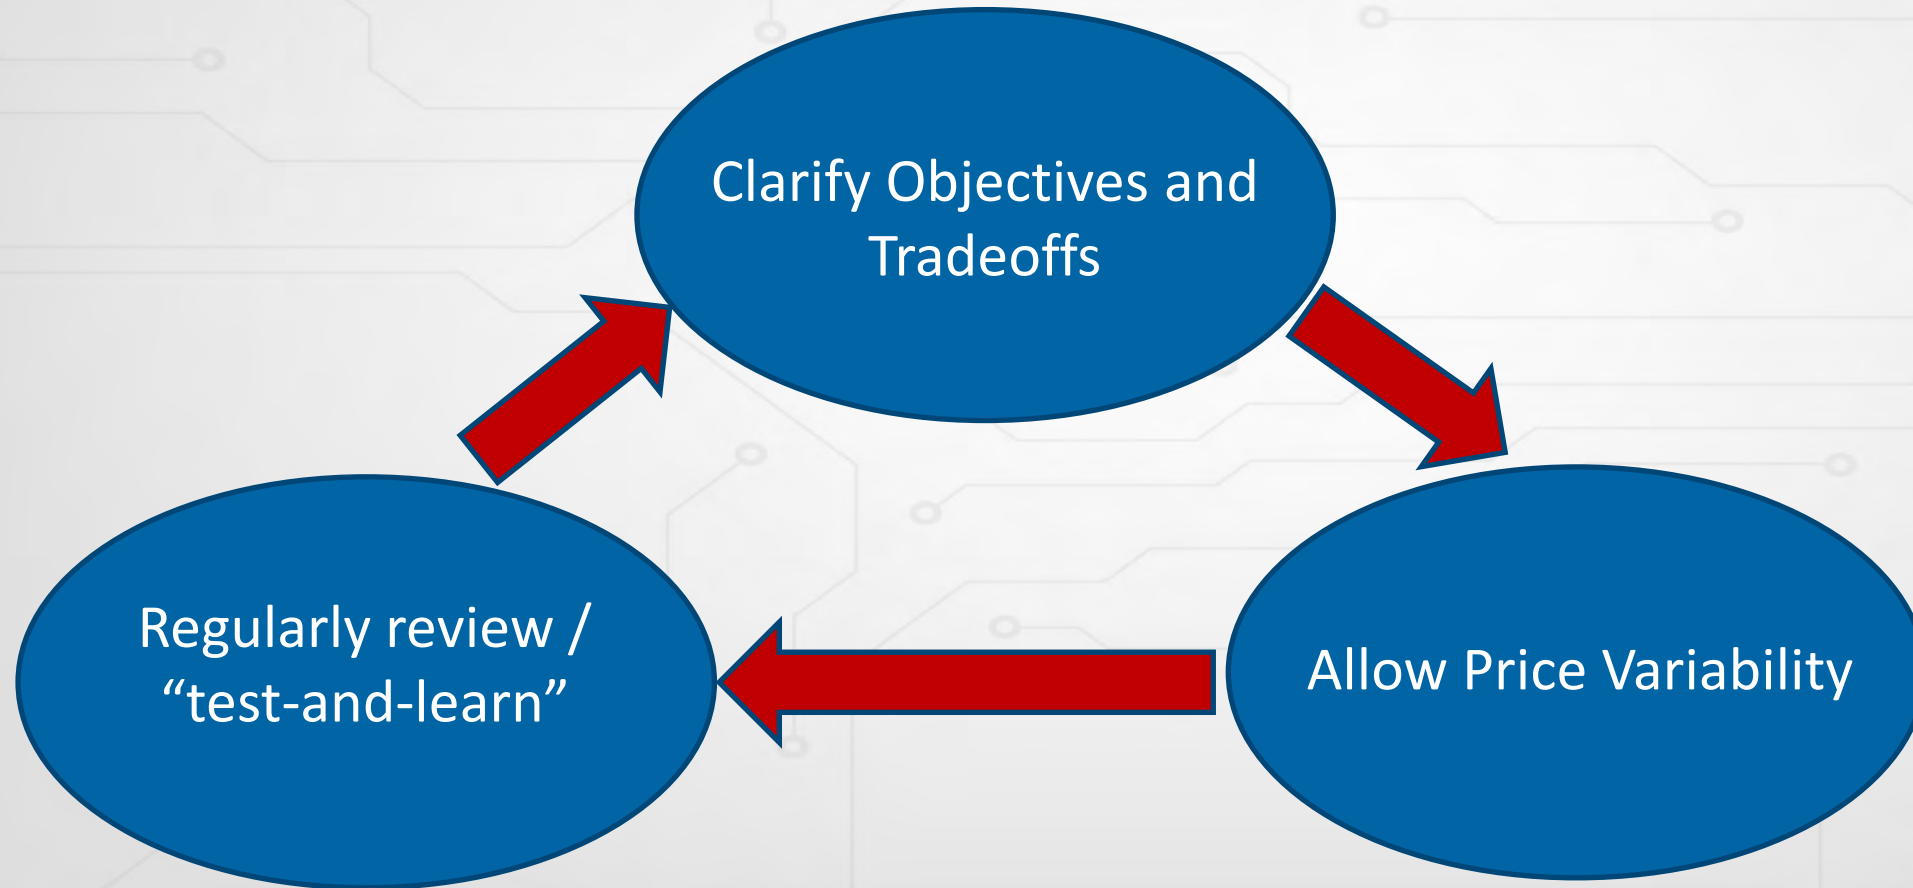 Clarify Objectives and
Tradeoffs
Regularly review /
“test-and-learn”
Allow Price Variability